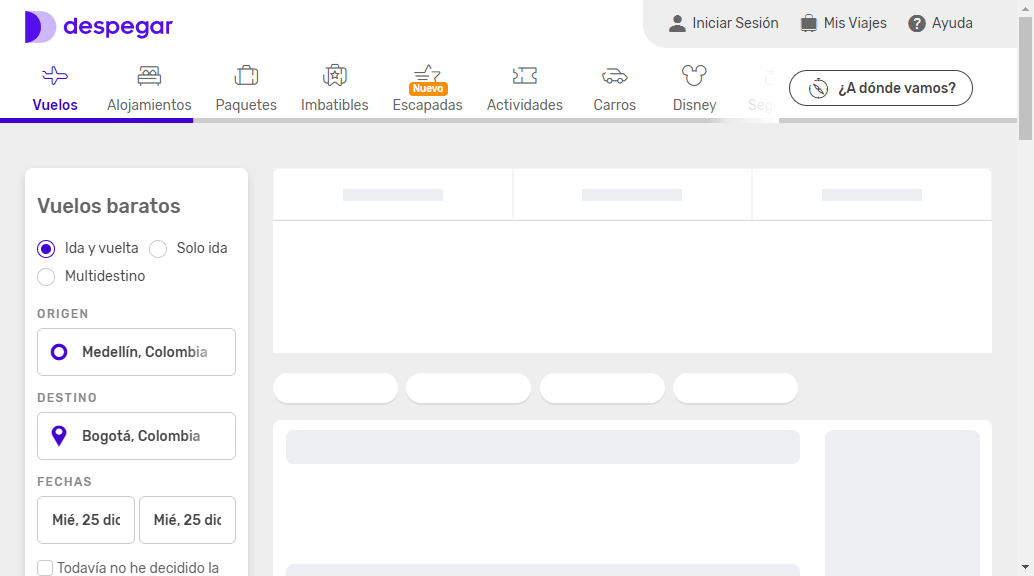 despegar
Iniciar Sesión
Mis Viajes
Ayuda
Vuelos
Alojamientos
Paquetes
Imbatibles
Nuevo
Escapadas
Actividades
Carros
Disney
¿A dónde vamos?
Vuelos baratos
Ida y vuelta
Solo ida
Multidestino
ORIGEN
Medellín, Colombia
DESTINO
Bogotá, Colombia
FECHAS
Mié, 25 dic
Mié, 25 dic
Todavía no he decidido la